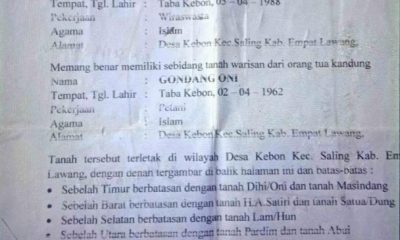 Tempat, Tgl. Lahir : Taba Kebon, 05 – 04 – 1988
Pekerjaan : Wiraswasta
Agama : Islam
Alamat : Desa Kebon Kec Saling Kab. Empat Lawang,
Memang benar memiliki sebidang tanah warisan dari orang tua kandung
Nama : GONDANG ONI
Tempat, Tgl. Lahir : Taba Kebon, 02 – 04 – 1962
Pekerjaan : Petani
Agama : Islam
Alamat : Desa Kebon Kec Saling Kab. Empat Lawang,
Tanah tersebut terletak di wilayah Desa Kebon Kec. Saling Kab. Em
Lawang, dengan denan tergambar di balik halaman mi dan batas-patas :
• Sebelah Timur berbatasan dengan tanah Dihi/Oni dan tanah Masindang
• Sebelah Barat berbatasan dengan tanah H.A.Satiri dan tanah Satua/Dung
• Sebelah Selatan berbatasan dengan tanah Lam/Hun
• Sebelah Utara berbatasan dengan tanah Pardim dan tanah Abui